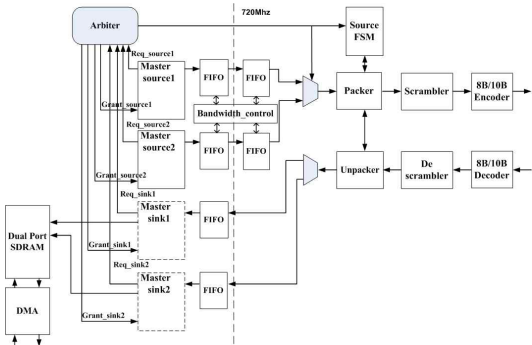 Arbiter
720Mhz
Source
FSM
Req_source1
Master
source1
FIFO
FIFO
Grant_source1
Packer
Scrambler
8B/10B
Encoder
Req_source2
Bandwidth_control
Master
source2
FIFO
FIFO
Grant_source2
Unpacker
De
scrambler
8B/10B
Decoder
Req_sink1
Master
sink1
FIFO
Dual Port
SDRAM
Grant_sink1
Req_sink2
Master
sink2
FIFO
DMA
Grant_sink2